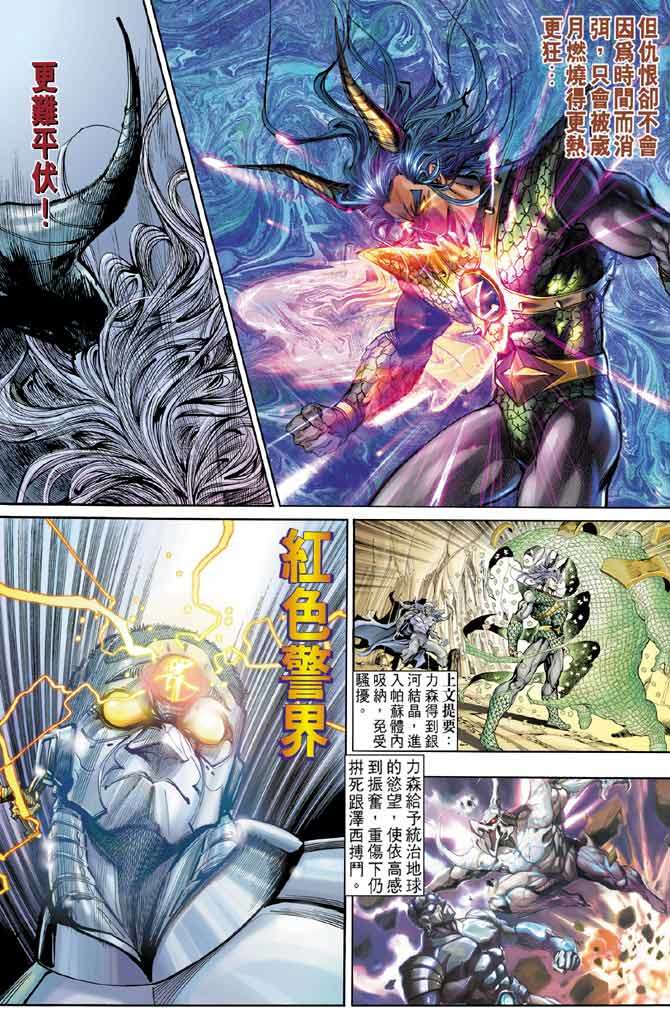 但仇恨卻不會
因爲時間而消
弭，只會被歲
月燃燒得更熱
更狂…
更難平伏！
紅色警界
上文提要：
力森得到銀
河結晶，進
入帕蘇體內
吸納，免受
騷擾。
力森給予統治地球
的慾望，使依高感
到振奮，重傷下仍
拚死跟澤西搏鬥。